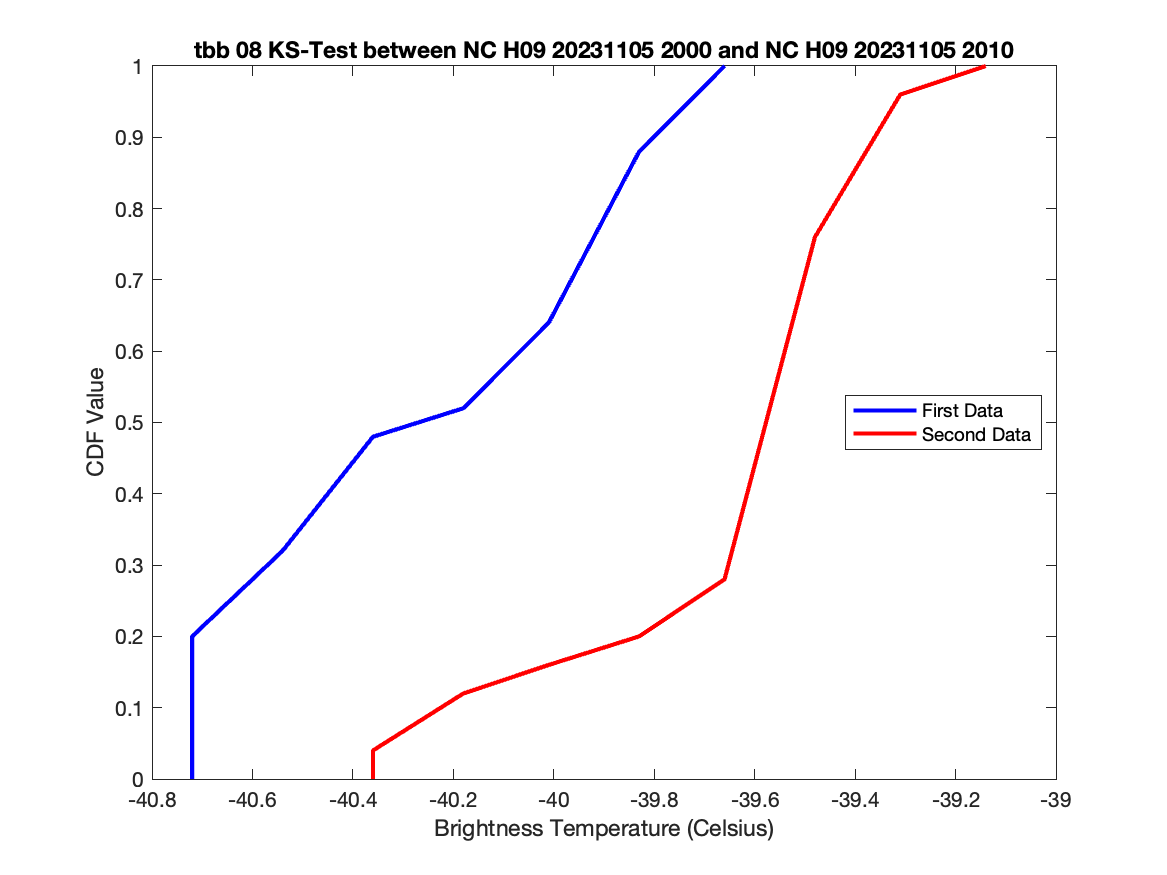 tbb 08 KS-Test between NC H09 20231105 2000 and NC H09 20231105 2010
1
0.9
0.8
0.7
0.6
0.5
0.4
0.3
0.2
0.1
0
CDF Value
First Data
Second Data
-40.8 -40.6 -40.4 -40.2 -40 -39.8 -39.6 -39.4 -39.2 -39
Brightness Temperature (Celsius)